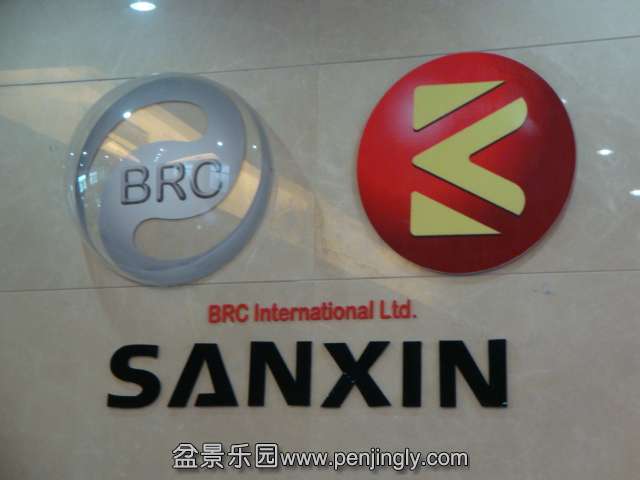 BRC
BRC International Ltd.
SANXIN
盆景乐园www.penjingly.com